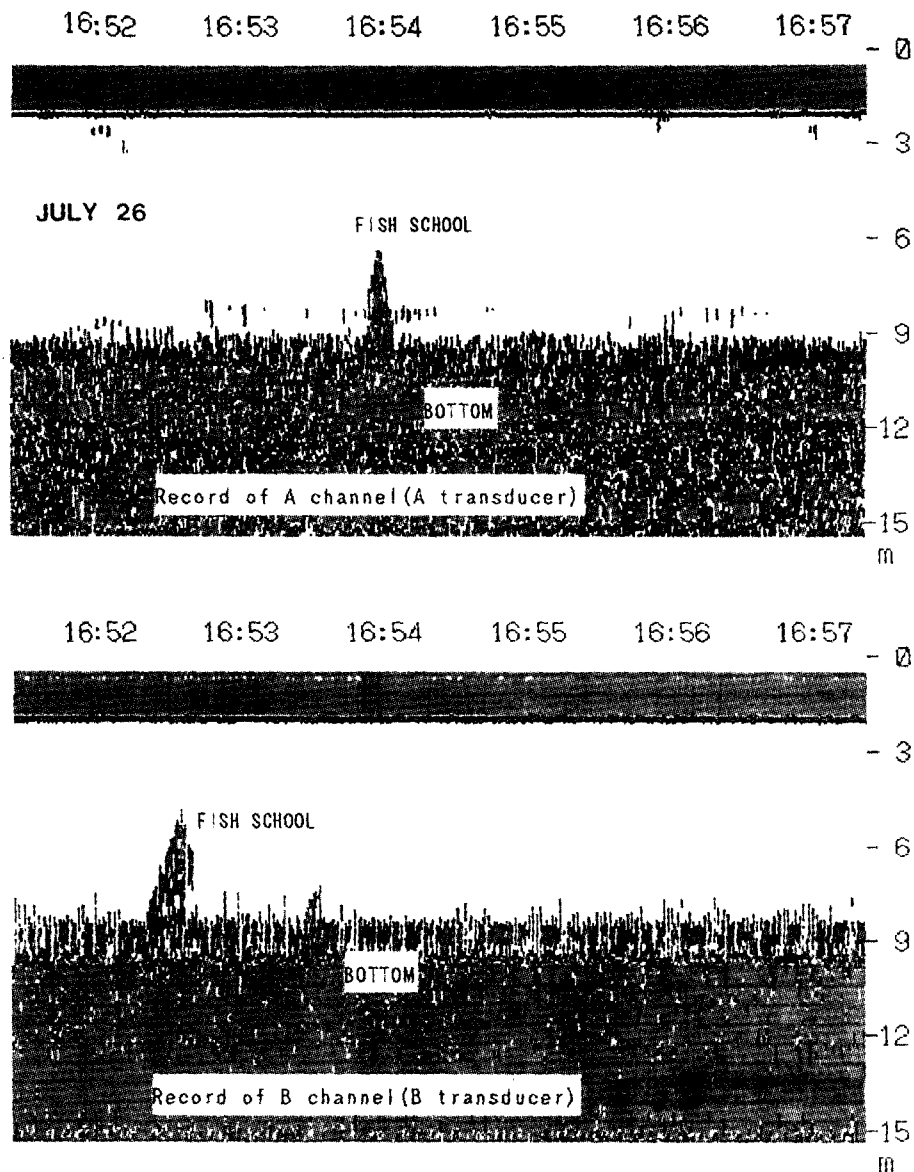 16:52 16:53 16:54 16:55 16:56 16:57
- 0
- 3
JULY 26
FISH SCHOOL
- 6
- 9
BOTTOM
-12
Record of A channel(A transducer)
-15
m
16:52 16:53 16:54 16:55 16:56 16:57
- 0
- 3
FISH SCHOOL
- 6
- 9
BOTTOM
-12
Record of B channel(B transducer)
-15
m